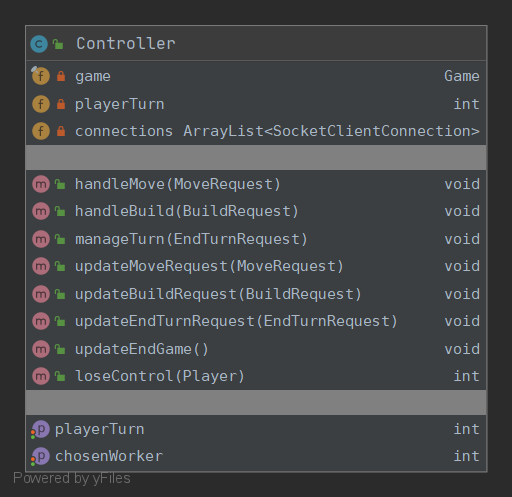 C Controller
f game Game
f playerTurn int
f connections ArrayList<SocketClientConnection>
m handleMove(MoveRequest) void
m handleBuild(BuildRequest) void
m manageTurn(EndTurnRequest) void
m updateMoveRequest(MoveRequest) void
m updateBuildRequest(BuildRequest) void
m updateEndTurnRequest(EndTurnRequest) void
m updateEndGame() void
m loseControl(Player) int
p playerTurn int
p chosenWorker int
Powered by yFiles